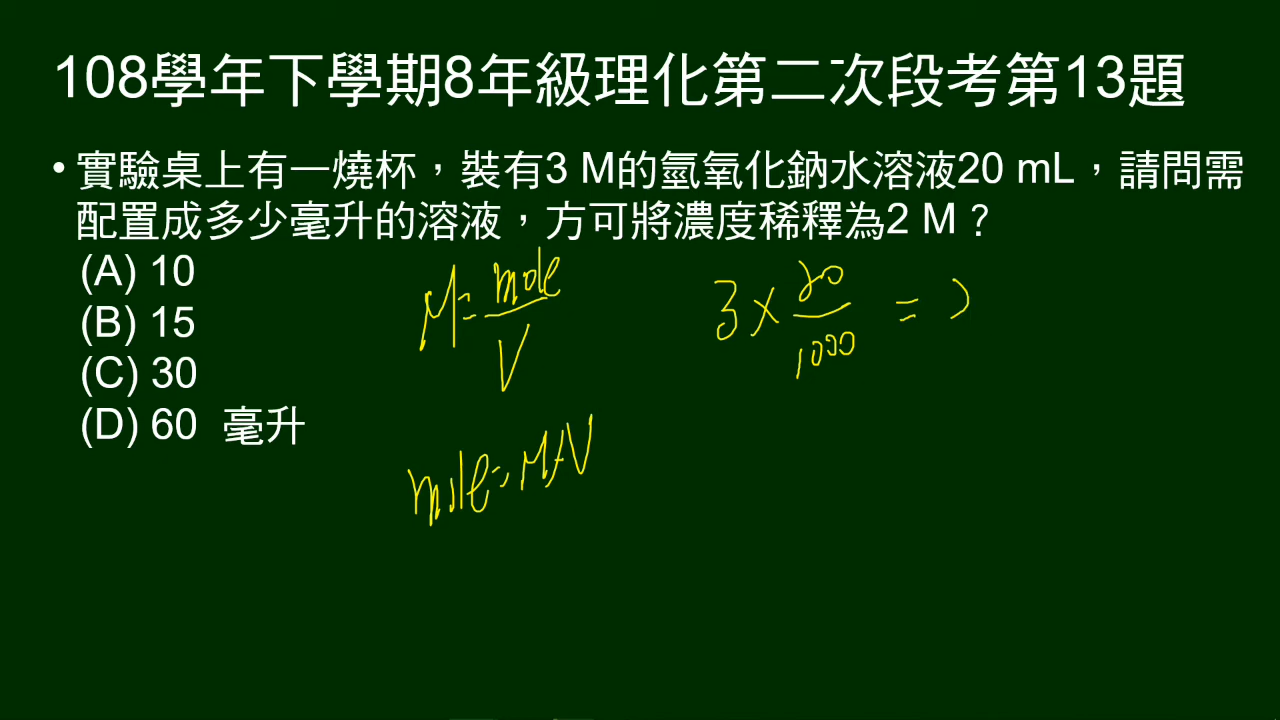 108學年下學期8年級理化第二次段考第13題
• 實驗桌上有一燒杯，裝有3 M的氫氧化鈉水溶液20 mL，請問需
配置成多少毫升的溶液，方可將濃度稀釋為2 M？
(A) 10
(B) 15
(C) 30
(D) 60 毫升
M = mole / V
3 × 20 / 1000 =
mole = M×V